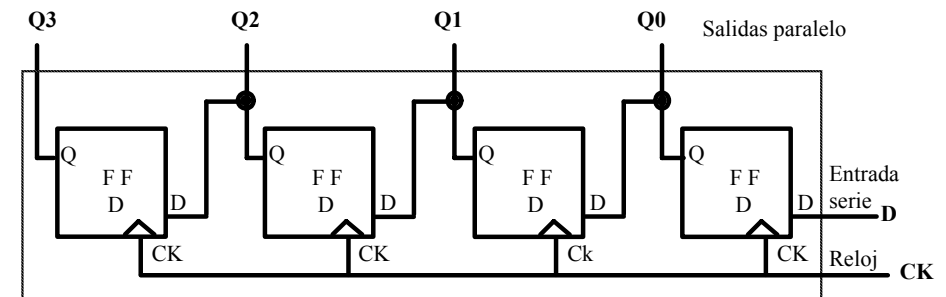 Q3 Q2 Q1 Q0 Salidas paralelo
Q Q Q Q
F F F F F F F F
D D D D
D D D D
Entrada
serie
D
CK CK Ck CK
Reloj
CK